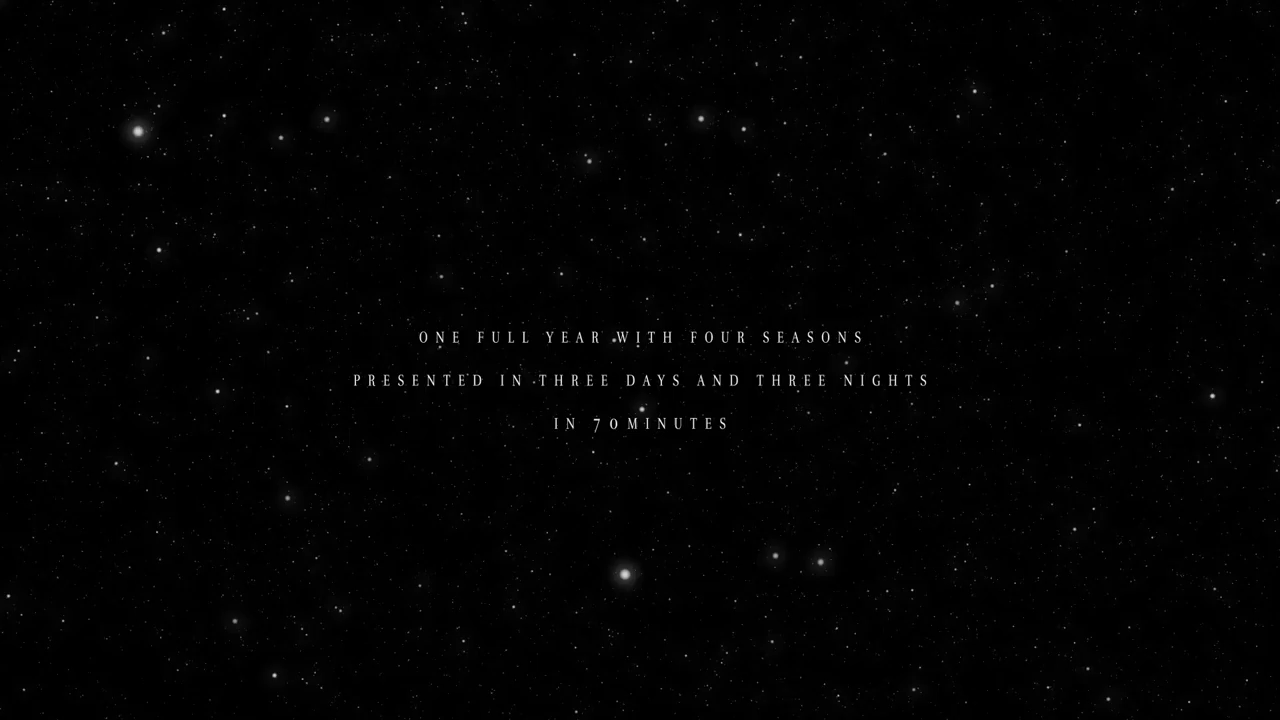 ONE FULL YEAR WITH FOUR SEASONS
PRESENTED IN THREE DAYS AND THREE NIGHTS
IN 70MINUTES